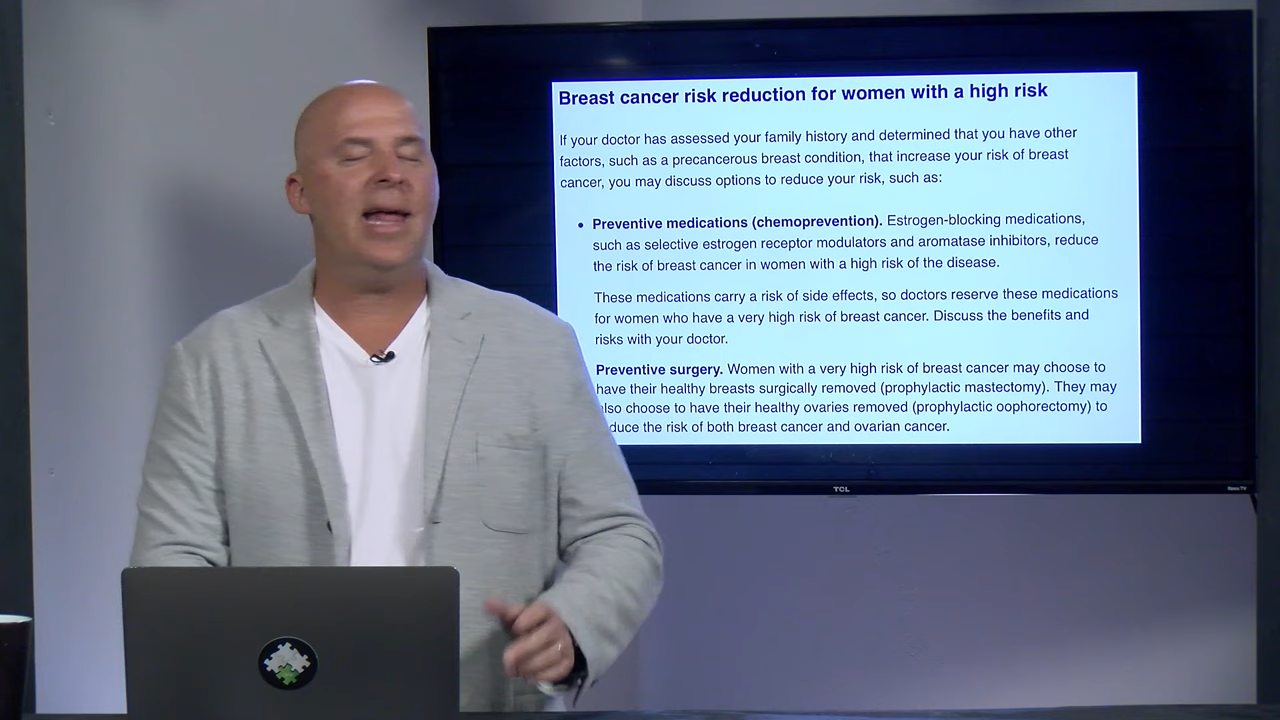 Breast cancer risk reduction for women with a high risk
If your doctor has assessed your family history and determined that you have other
factors, such as a precancerous breast condition, that increase your risk of breast
cancer, you may discuss options to reduce your risk, such as:
• Preventive medications (chemoprevention). Estrogen-blocking medications,
such as selective estrogen receptor modulators and aromatase inhibitors, reduce
the risk of breast cancer in women with a high risk of the disease.
These medications carry a risk of side effects, so doctors reserve these medications
for women who have a very high risk of breast cancer. Discuss the benefits and
risks with your doctor.
Preventive surgery. Women with a very high risk of breast cancer may choose to
have their healthy breasts surgically removed (prophylactic mastectomy). They may
lso choose to have their healthy ovaries removed (prophylactic oophorectomy) to
duce the risk of both breast cancer and ovarian cancer.
TCL
Roku TV